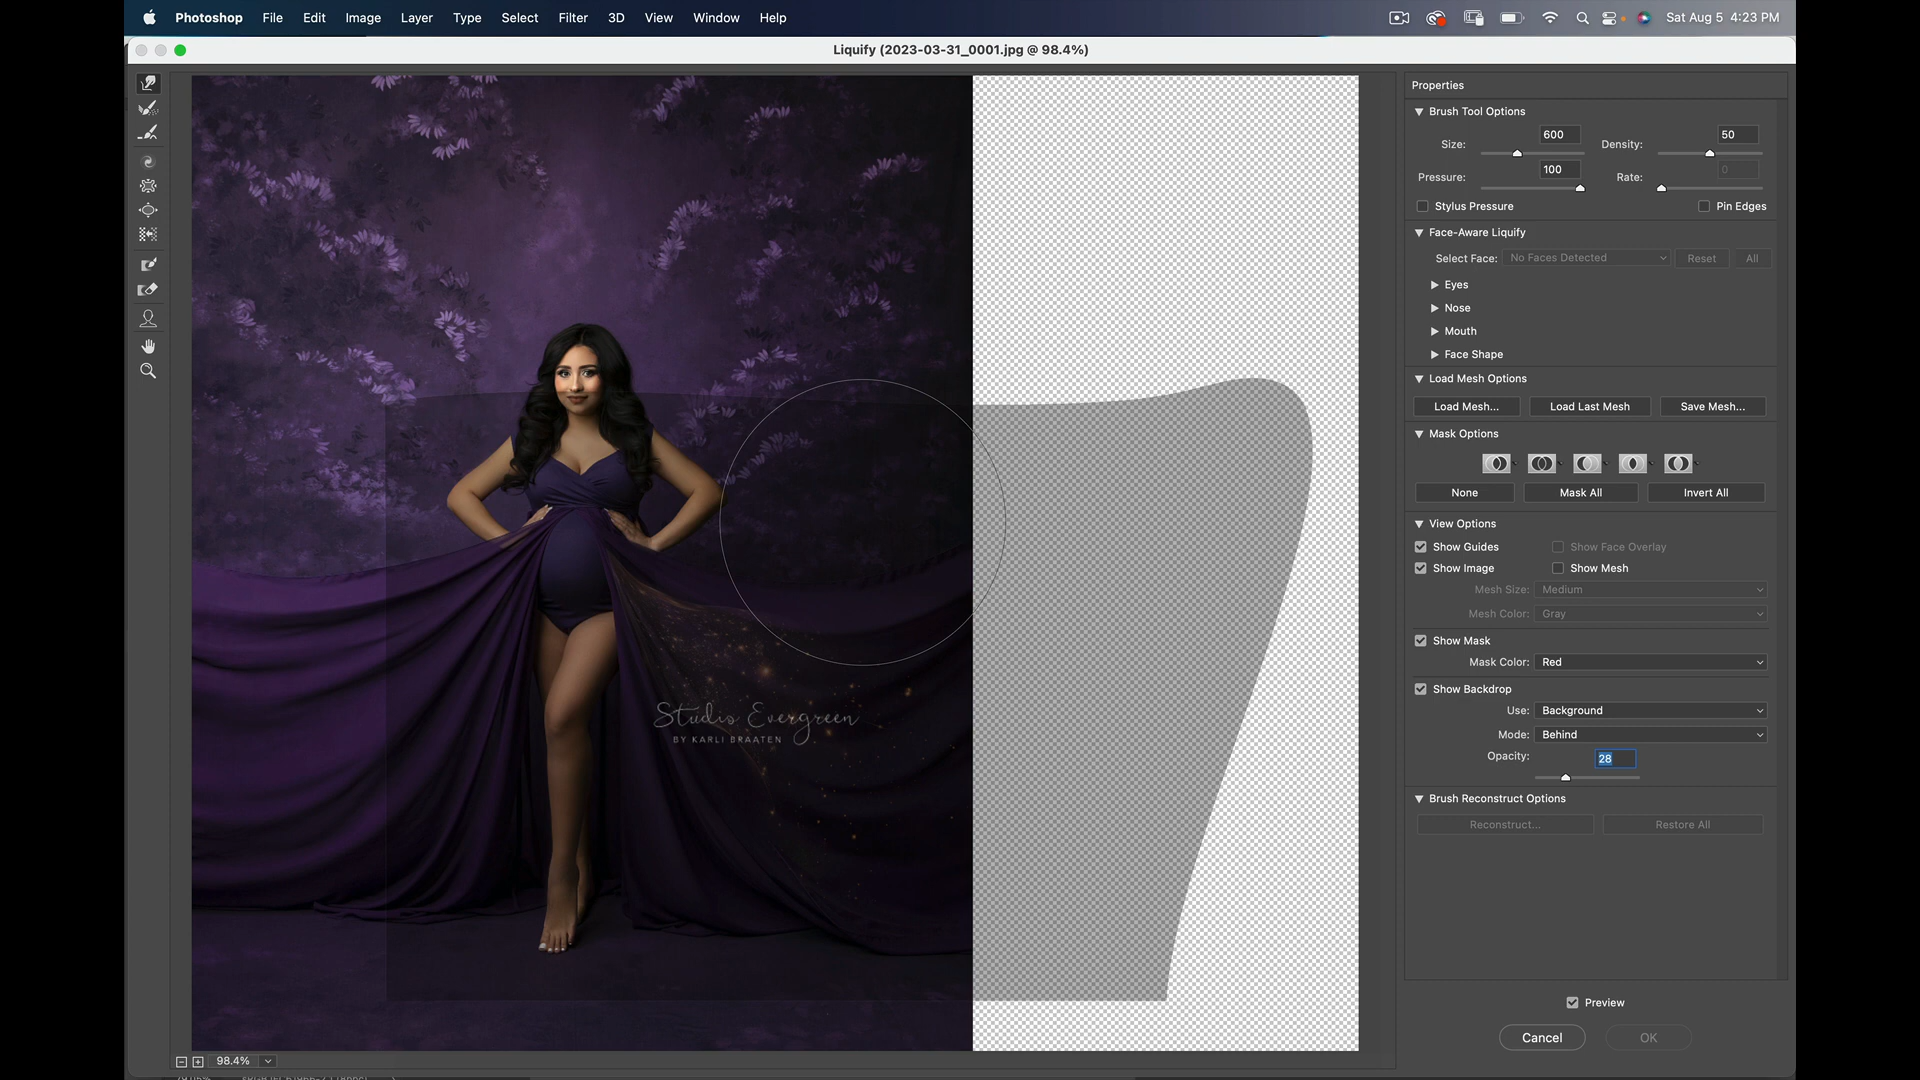 Photoshop File Edit Image Layer Type Select Filter 3D View Window Help Sat Aug 5 4:23 PM
Liquify (2023-03-31_0001.jpg @ 98.4%)
Properties
Brush Tool Options
Size: 600 Density: 50
Pressure: 100 Rate: 0
Stylus Pressure Pin Edges
Face-Aware Liquify
Select Face: No Faces Detected Reset All
Eyes
Nose
Mouth
Face Shape
Load Mesh Options
Load Mesh... Load Last Mesh Save Mesh...
Mask Options
None Mask All Invert All
View Options
Show Guides Show Face Overlay
Show Image Show Mesh
Mesh Size: Medium
Mesh Color: Gray
Show Mask
Mask Color: Red
Show Backdrop
Use: Background
Mode: Behind
Opacity: 28
Brush Reconstruct Options
Reconstruct... Restore All
Preview
Cancel OK
Studio Evergreen
BY KARLI BRAATEN
98.4%